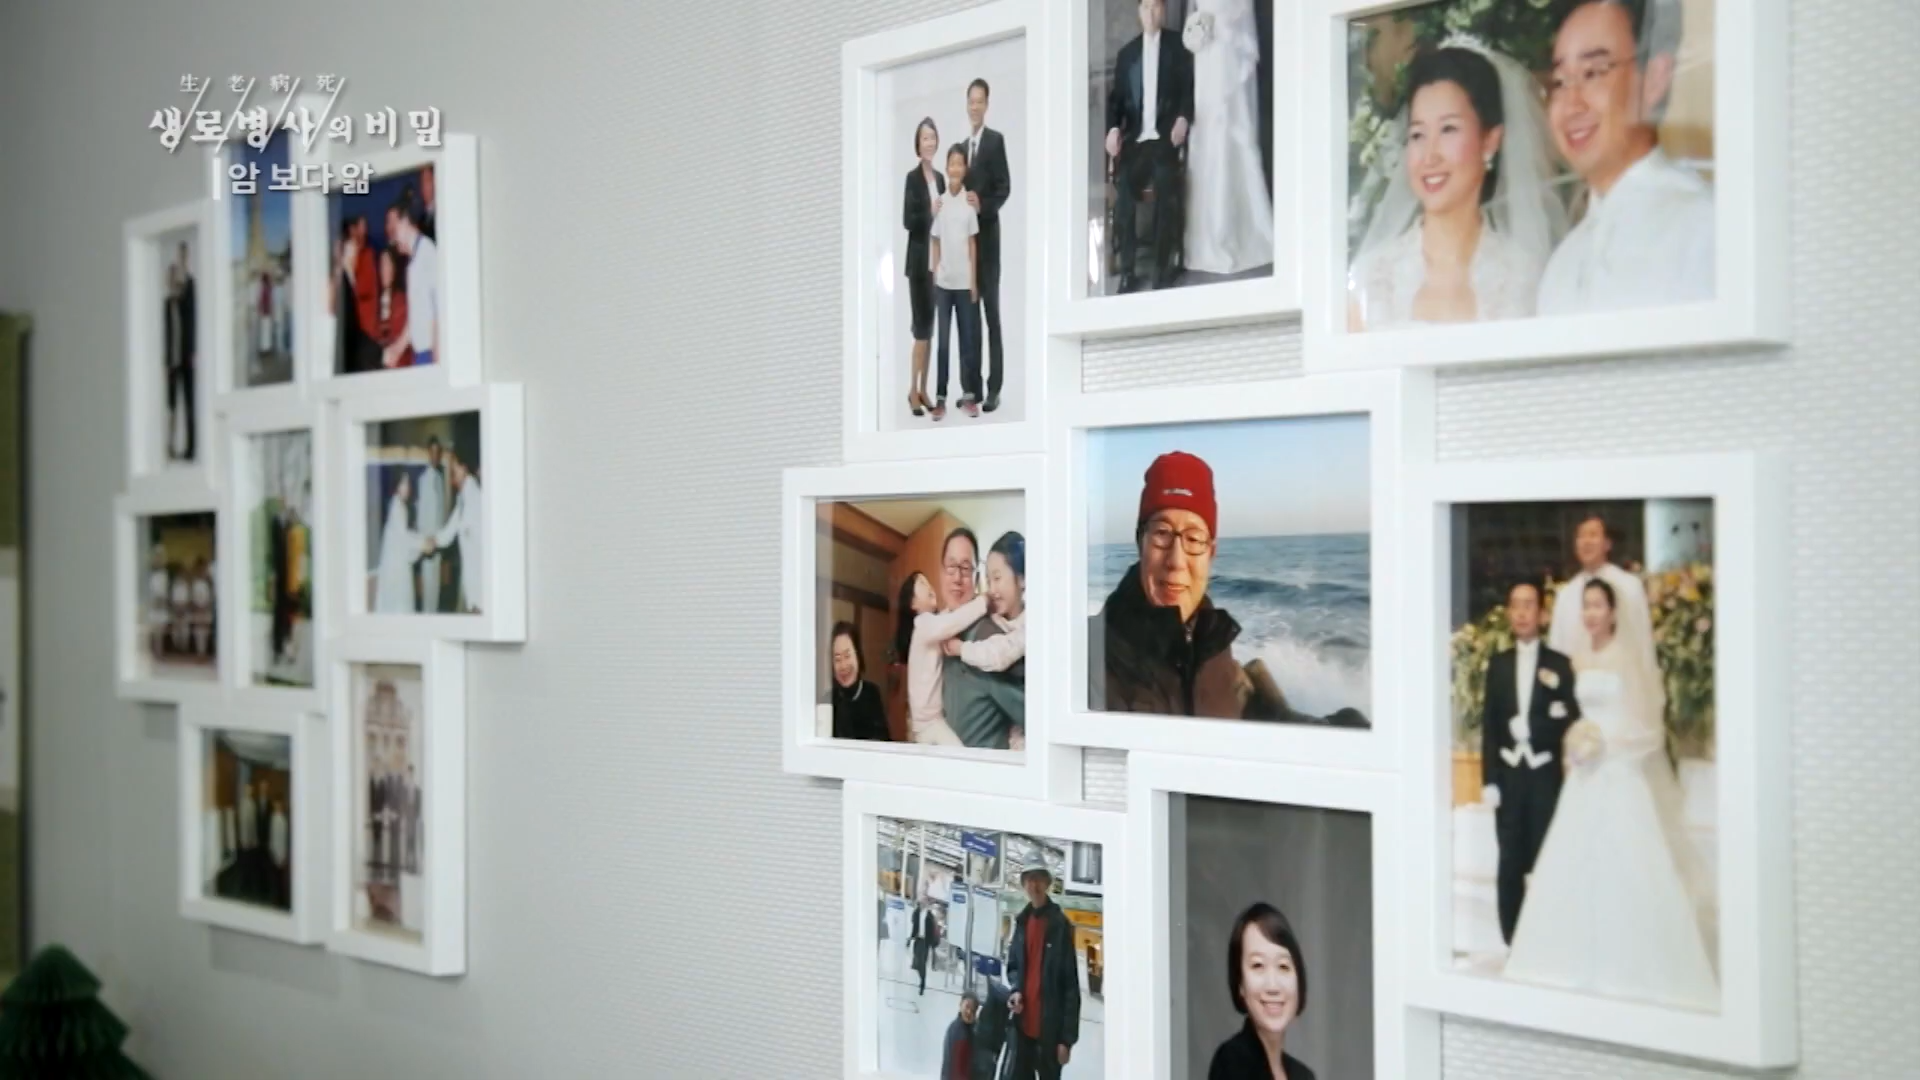 生 老 病 死
생로병사의 비밀
암 보다 앎